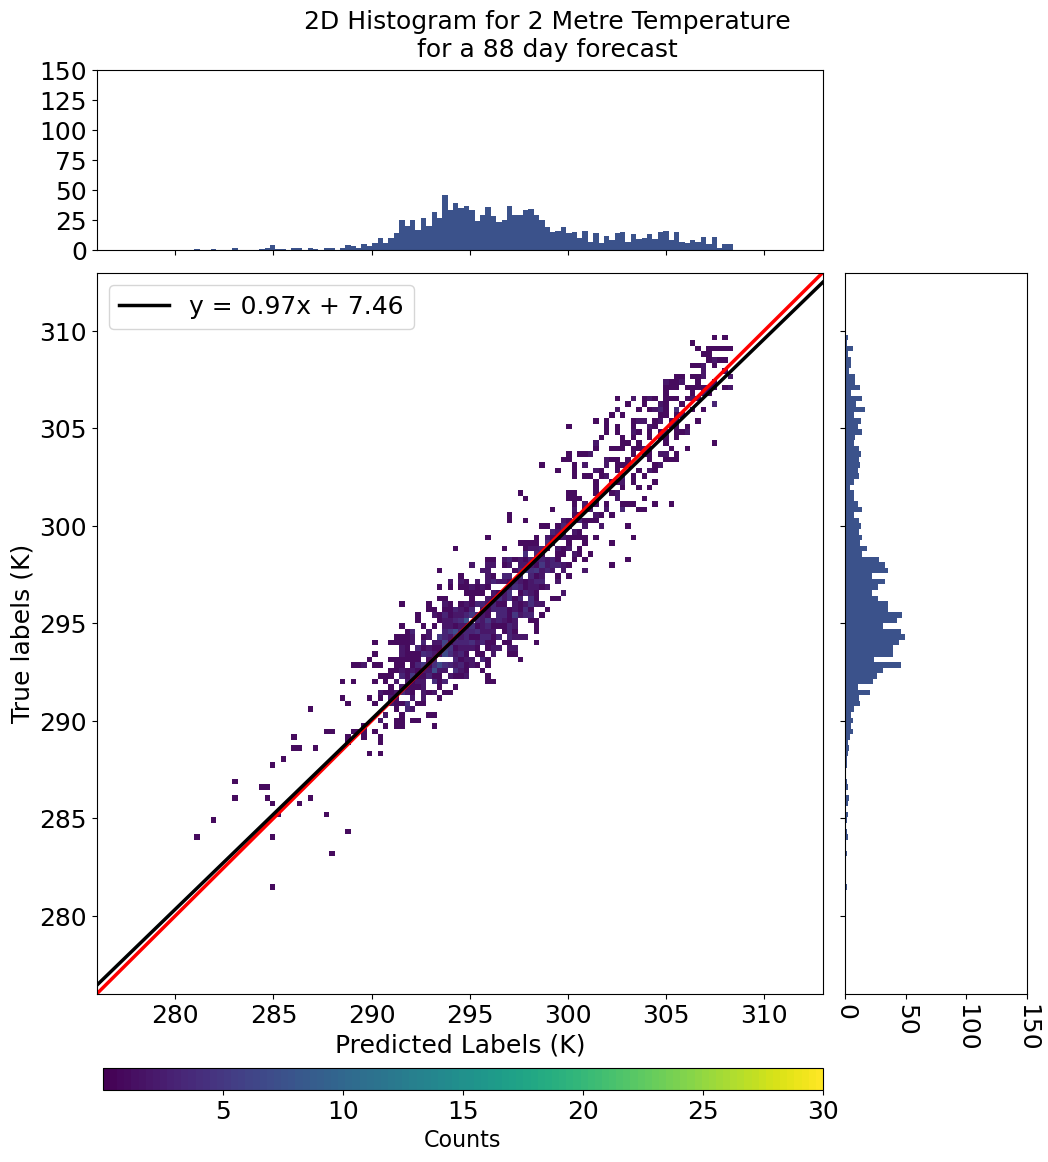 2D Histogram for 2 Metre Temperature
for a 88 day forecast
150
125
100
75
50
25
0
y = 0.97x + 7.46
310
305
300
295
290
285
280
True labels (K)
280 285 290 295 300 305 310
Predicted Labels (K)
0 50 100 150
5 10 15 20 25 30
Counts